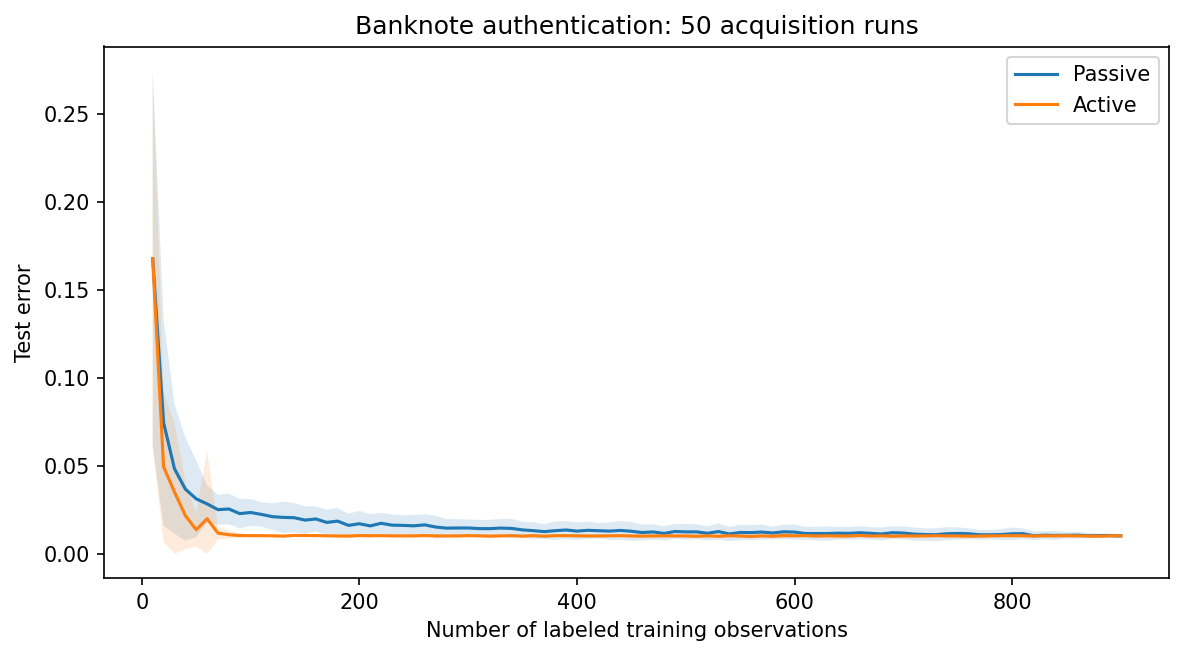 Banknote authentication: 50 acquisition runs
Passive
Active
Test error
0.25
0.20
0.15
0.10
0.05
0.00
0
200
400
600
800
Number of labeled training observations